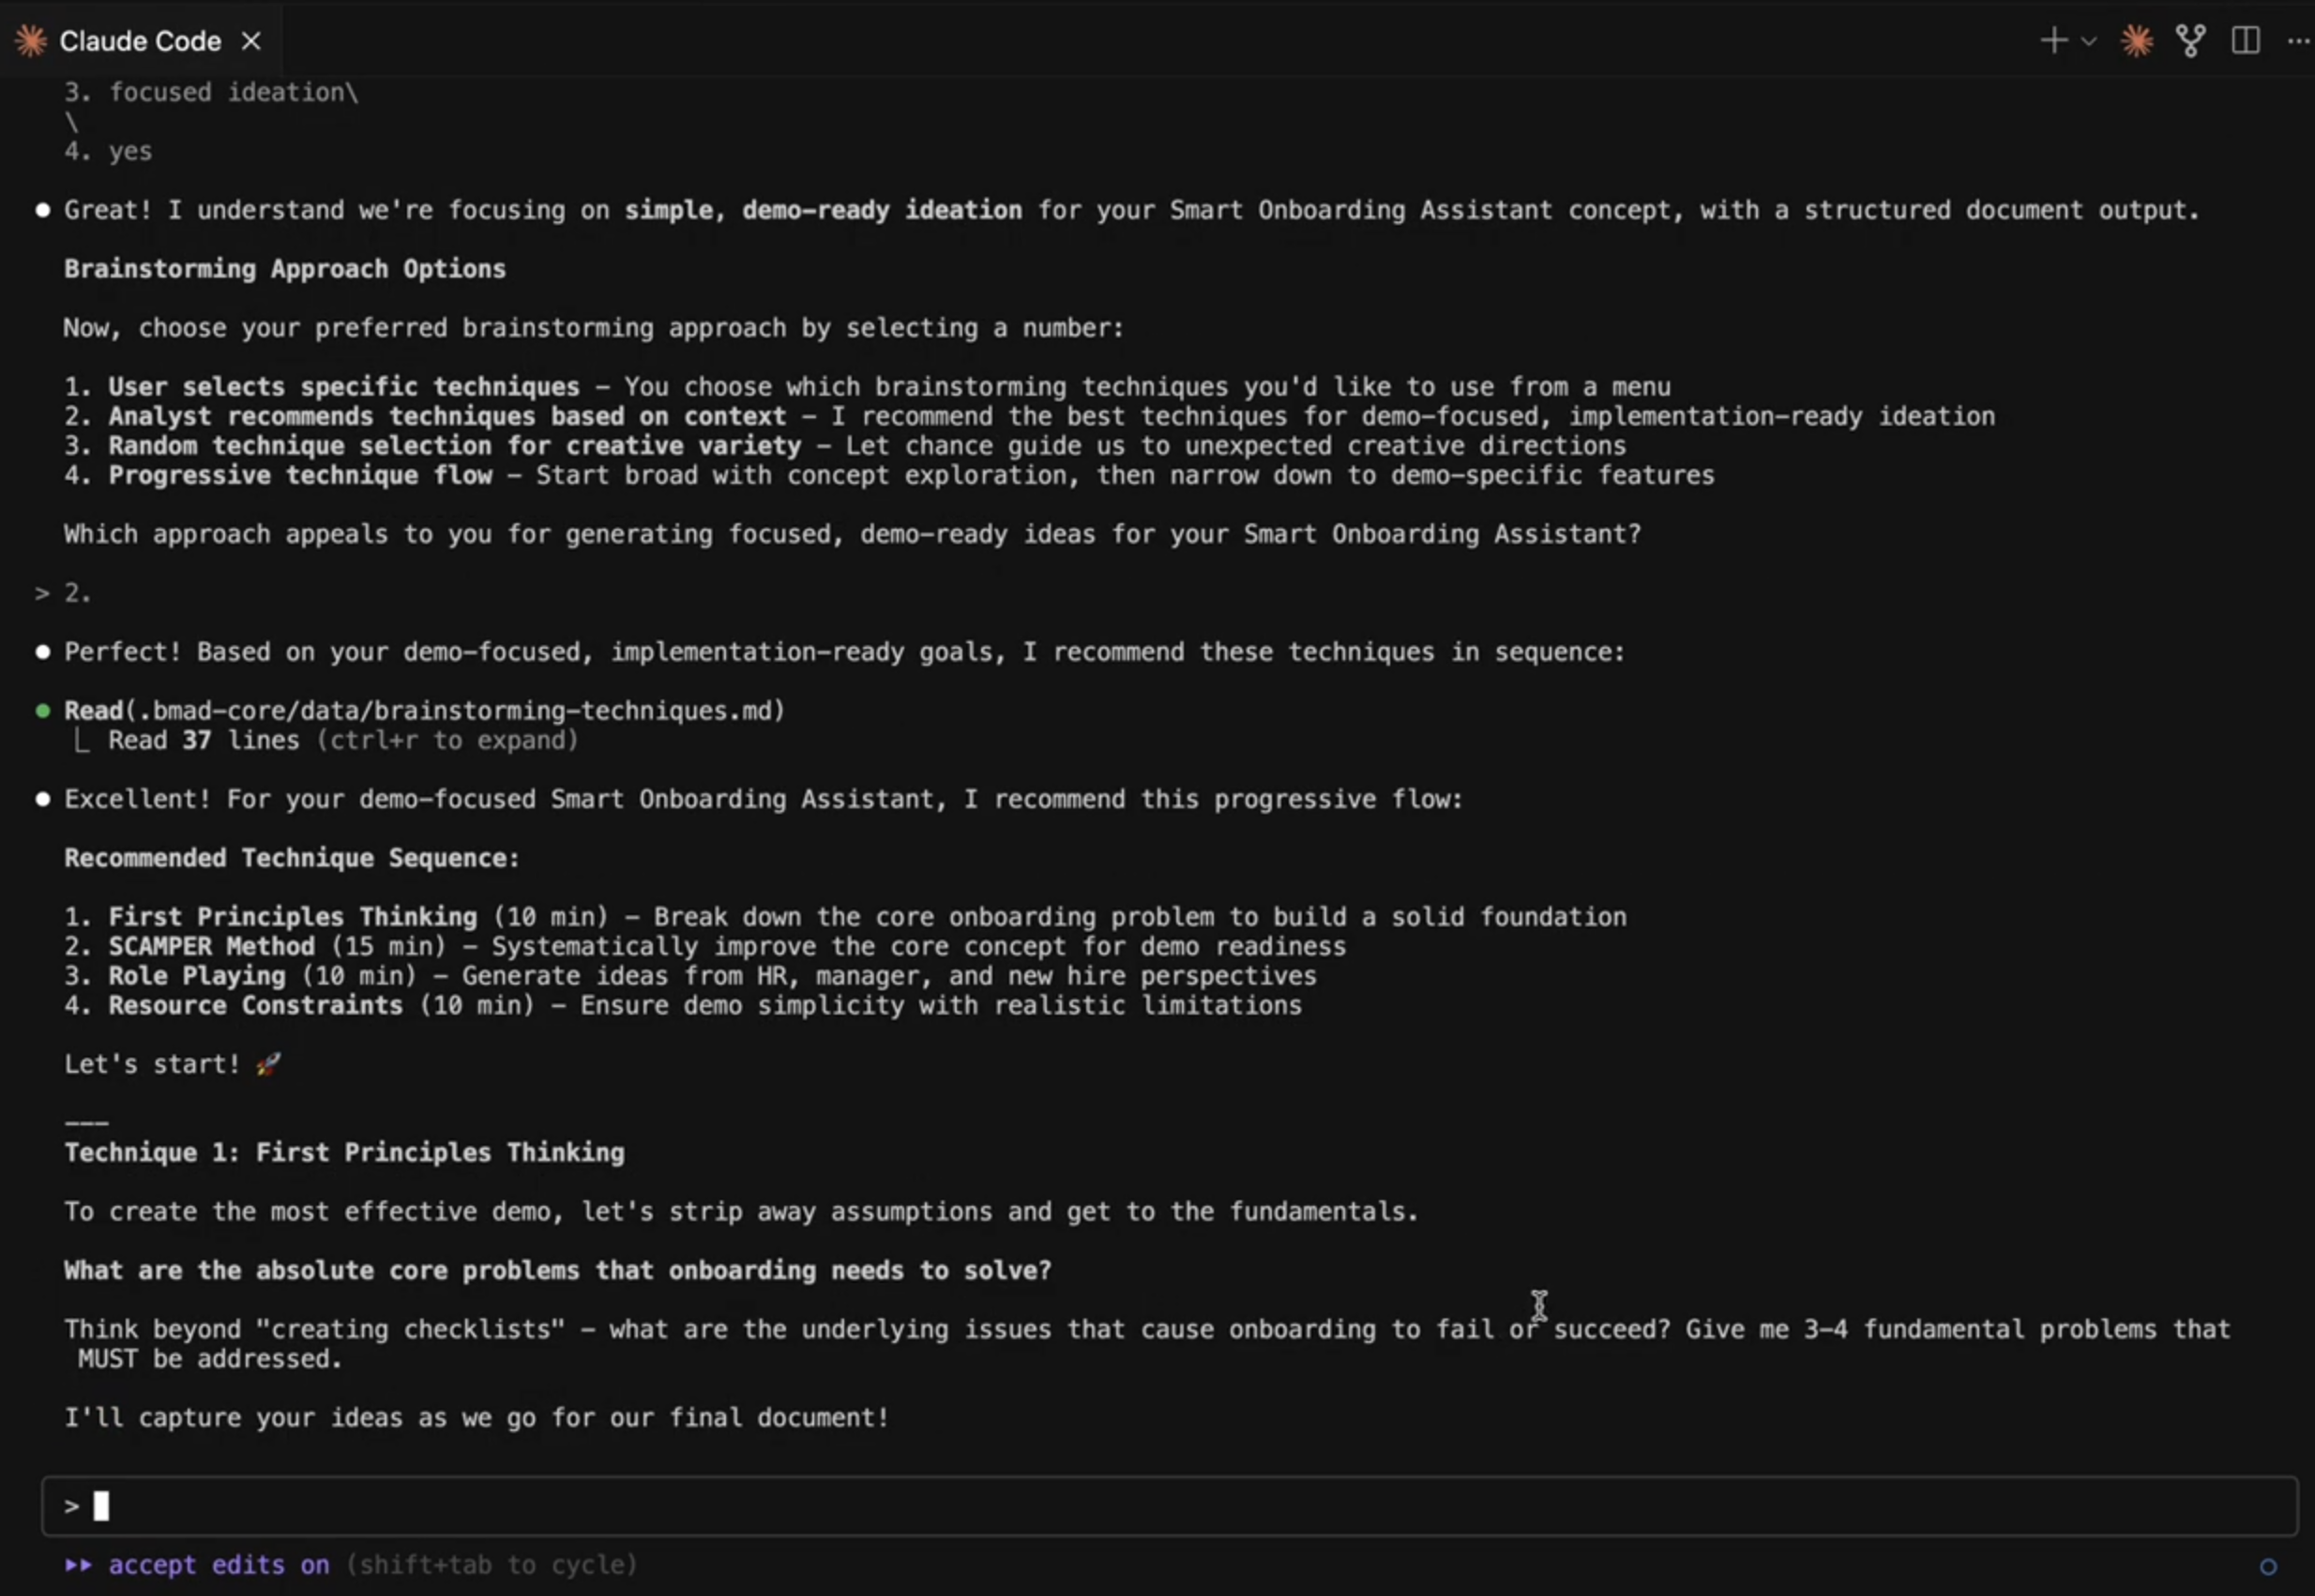 Claude Code
3. focused ideation\
\
4. yes
● Great! I understand we're focusing on simple, demo-ready ideation for your Smart Onboarding Assistant concept, with a structured document output.
Brainstorming Approach Options
Now, choose your preferred brainstorming approach by selecting a number:
1. User selects specific techniques – You choose which brainstorming techniques you'd like to use from a menu
2. Analyst recommends techniques based on context – I recommend the best techniques for demo-focused, implementation-ready ideation
3. Random technique selection for creative variety – Let chance guide us to unexpected creative directions
4. Progressive technique flow – Start broad with concept exploration, then narrow down to demo-specific features
Which approach appeals to you for generating focused, demo-ready ideas for your Smart Onboarding Assistant?
> 2.
● Perfect! Based on your demo-focused, implementation-ready goals, I recommend these techniques in sequence:
● Read(.bmad-core/data/brainstorming-techniques.md)
⎿ Read 37 lines (ctrl+r to expand)
● Excellent! For your demo-focused Smart Onboarding Assistant, I recommend this progressive flow:
Recommended Technique Sequence:
1. First Principles Thinking (10 min) – Break down the core onboarding problem to build a solid foundation
2. SCAMPER Method (15 min) – Systematically improve the core concept for demo readiness
3. Role Playing (10 min) – Generate ideas from HR, manager, and new hire perspectives
4. Resource Constraints (10 min) – Ensure demo simplicity with realistic limitations
Let's start! 🚀
---
Technique 1: First Principles Thinking
To create the most effective demo, let's strip away assumptions and get to the fundamentals.
What are the absolute core problems that onboarding needs to solve?
Think beyond "creating checklists" – what are the underlying issues that cause onboarding to fail or succeed? Give me 3-4 fundamental problems that
MUST be addressed.
I'll capture your ideas as we go for our final document!
>
▸▸ accept edits on (shift+tab to cycle)